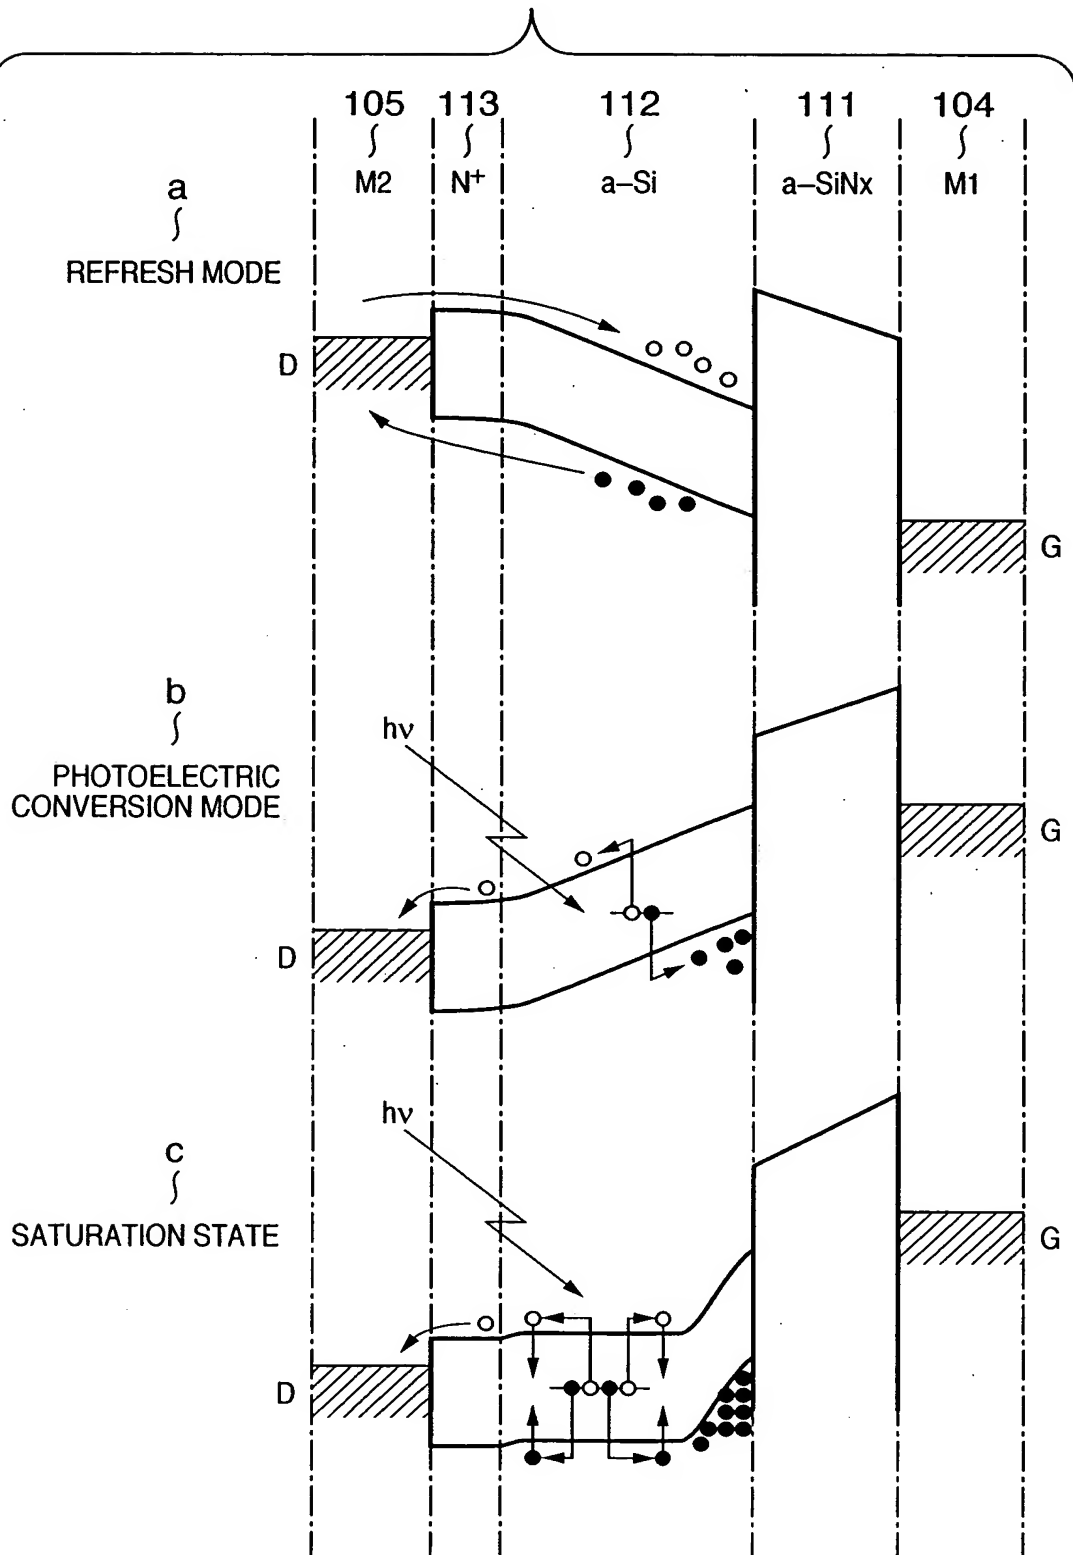 105 113 112 111 104
M2 N+ a-Si a-SiNx M1
a
REFRESH MODE
D
G
b
hν
PHOTOELECTRIC
CONVERSION MODE
G
D
hν
c
SATURATION STATE
G
D